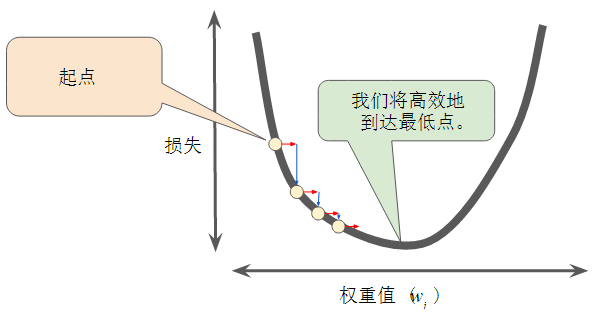 起点
我们将高效地
到达最低点。
损失
权重值（wi）